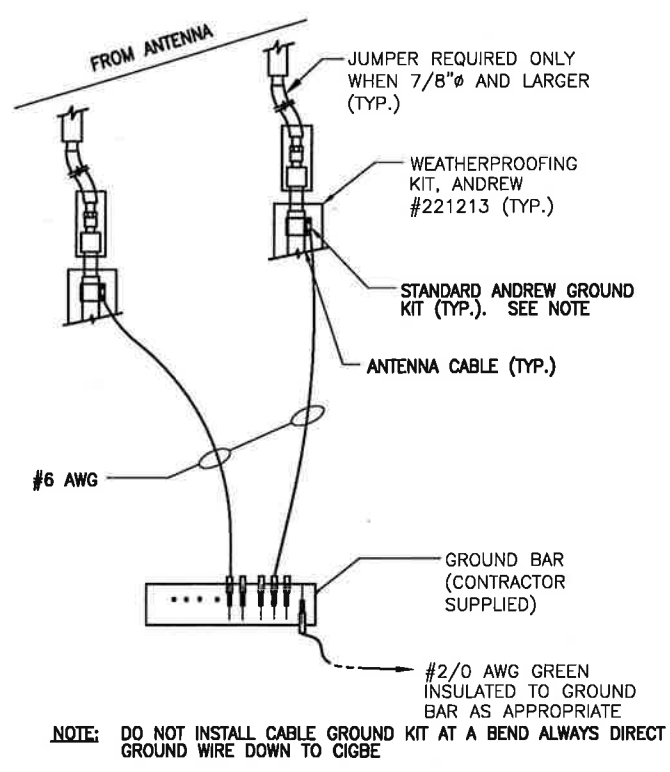 FROM ANTENNA
JUMPER REQUIRED ONLY
WHEN 7/8"ø AND LARGER
(TYP.)
WEATHERPROOFING
KIT, ANDREW
#221213 (TYP.)
STANDARD ANDREW GROUND
KIT (TYP.). SEE NOTE
ANTENNA CABLE (TYP.)
#6 AWG
GROUND BAR
(CONTRACTOR
SUPPLIED)
#2/0 AWG GREEN
INSULATED TO GROUND
BAR AS APPROPRIATE
NOTE: DO NOT INSTALL CABLE GROUND KIT AT A BEND ALWAYS DIRECT
GROUND WIRE DOWN TO CIGBE